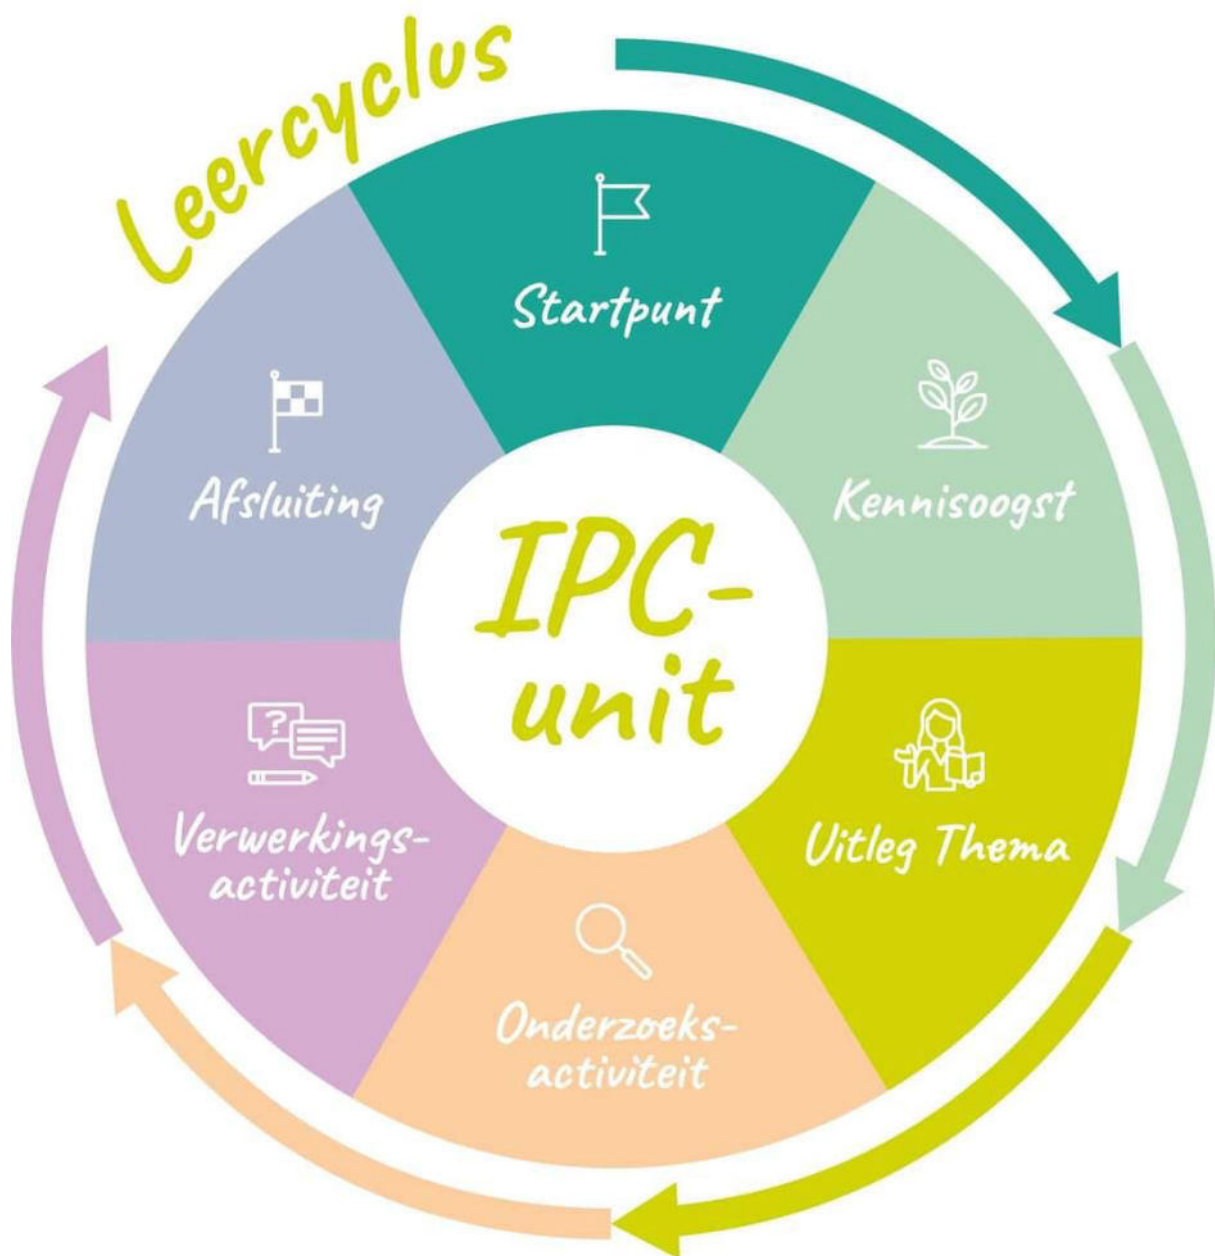 Leercyclus
Startpunt
Kennisoogst
Uitleg Thema
Onderzoeks-
activiteit
Verwerkings-
activiteit
Afsluiting
IPC-
unit
?